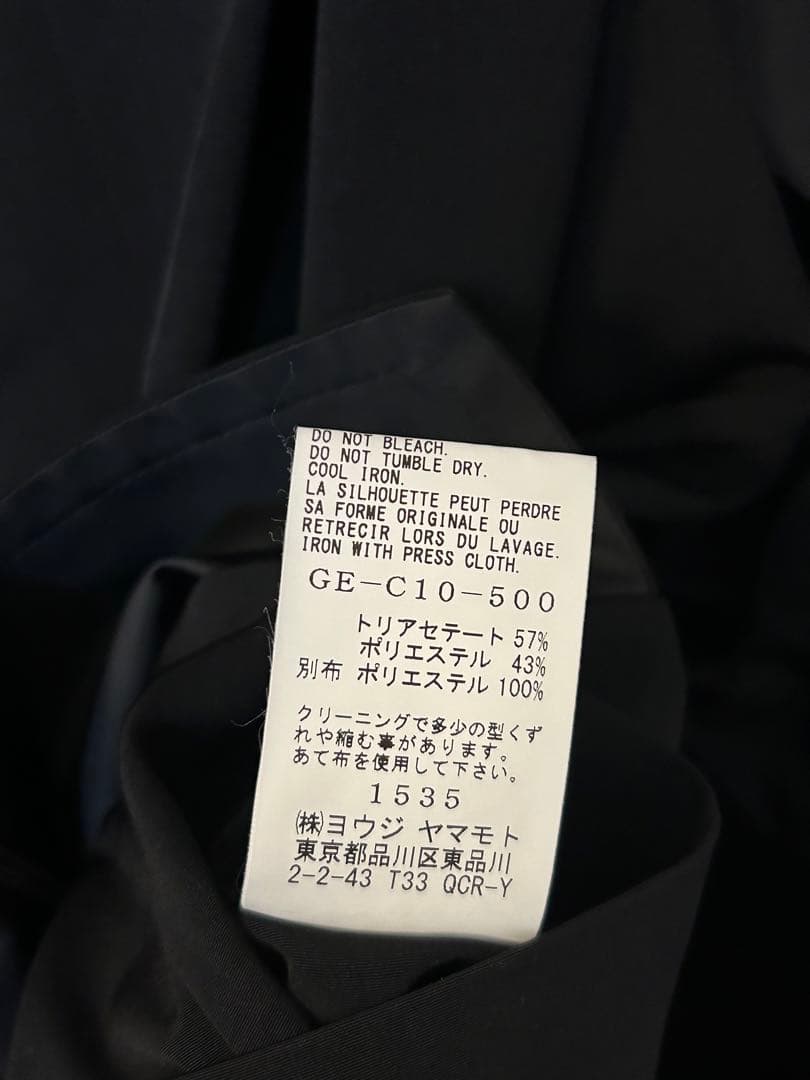 DO NOT BLEACH.
DO NOT TUMBLE DRY.
COOL IRON.
LA SILHOUETTE PEUT PERDRE
SA FORME ORIGINALE OU
RETRECIR LORS DU LAVAGE.
IRON WITH PRESS CLOTH.
GE-C10-500
トリアセテート 57%
ポリエステル 43%
別布 ポリエステル 100%
クリーニングで多少の型くず
れや縮む事があります。
あて布を使用して下さい。
1535
㈱ヨウジ ヤマモト
東京都品川区東品川
2-2-43 T33 QCR-Y